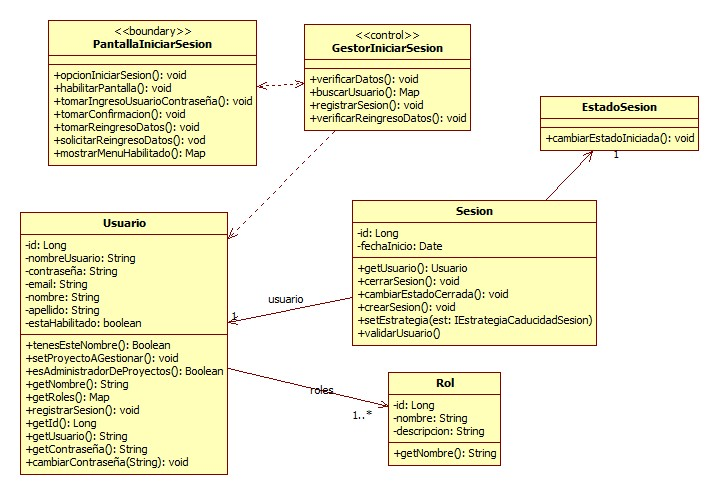 <<boundary>>
PantallaIniciarSesion
+opcionIniciarSesion(): void
+habilitarPantalla(): void
+tomarIngresoUsuarioContraseña(): void
+tomarConfirmacion(): void
+tomarReingresoDatos(): void
+solicitarReingresoDatos(): vod
+mostrarMenuHabilitado(): Map
<<control>>
GestorIniciarSesion
+verificarDatos(): void
+buscarUsuario(): Map
+registrarSesion(): void
+verificarReingresoDatos(): void
EstadoSesion
+cambiarEstadoIniciada(): void
1
Usuario
-id: Long
-nombreUsuario: String
-contraseña: String
-email: String
-nombre: String
-apellido: String
-estaHabilitado: boolean
+tenesEsteNombre(): Boolean
+setProyectoAGestionar(): void
+esAdministradorDeProyectos(): Boolean
+getNombre(): String
+getRoles(): Map
+registrarSesion(): void
+getId(): Long
+getUsuario(): String
+getContraseña(): String
+cambiarContraseña(String): void
Sesion
-id: Long
-fechaInicio: Date
+getUsuario(): Usuario
+cerrarSesion(): void
+cambiarEstadoCerrada(): void
+crearSesion(): void
+setEstrategia(est: IEstrategiaCaducidadSesion)
+validarUsuario()
usuario
1
roles
1..*
Rol
-id: Long
-nombre: String
-descripcion: String
+getNombre(): String